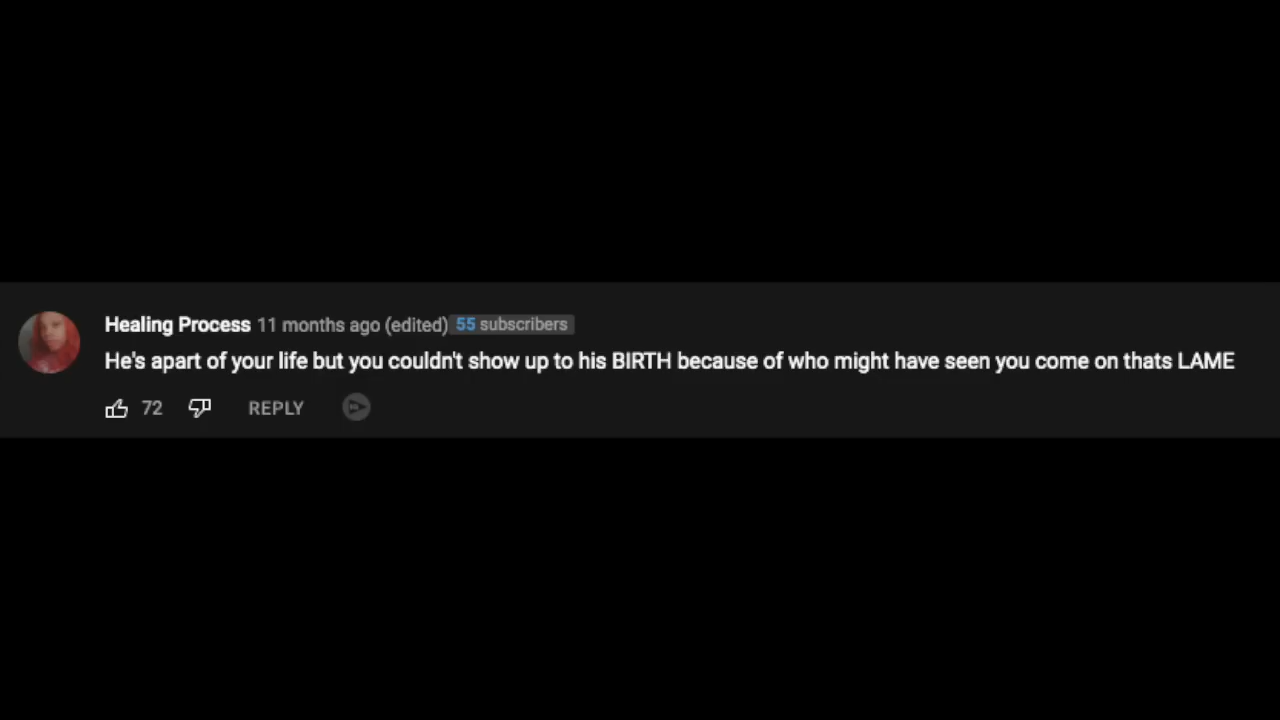 Healing Process 11 months ago (edited) 55 subscribers
He's apart of your life but you couldn't show up to his BIRTH because of who might have seen you come on thats LAME
72 REPLY